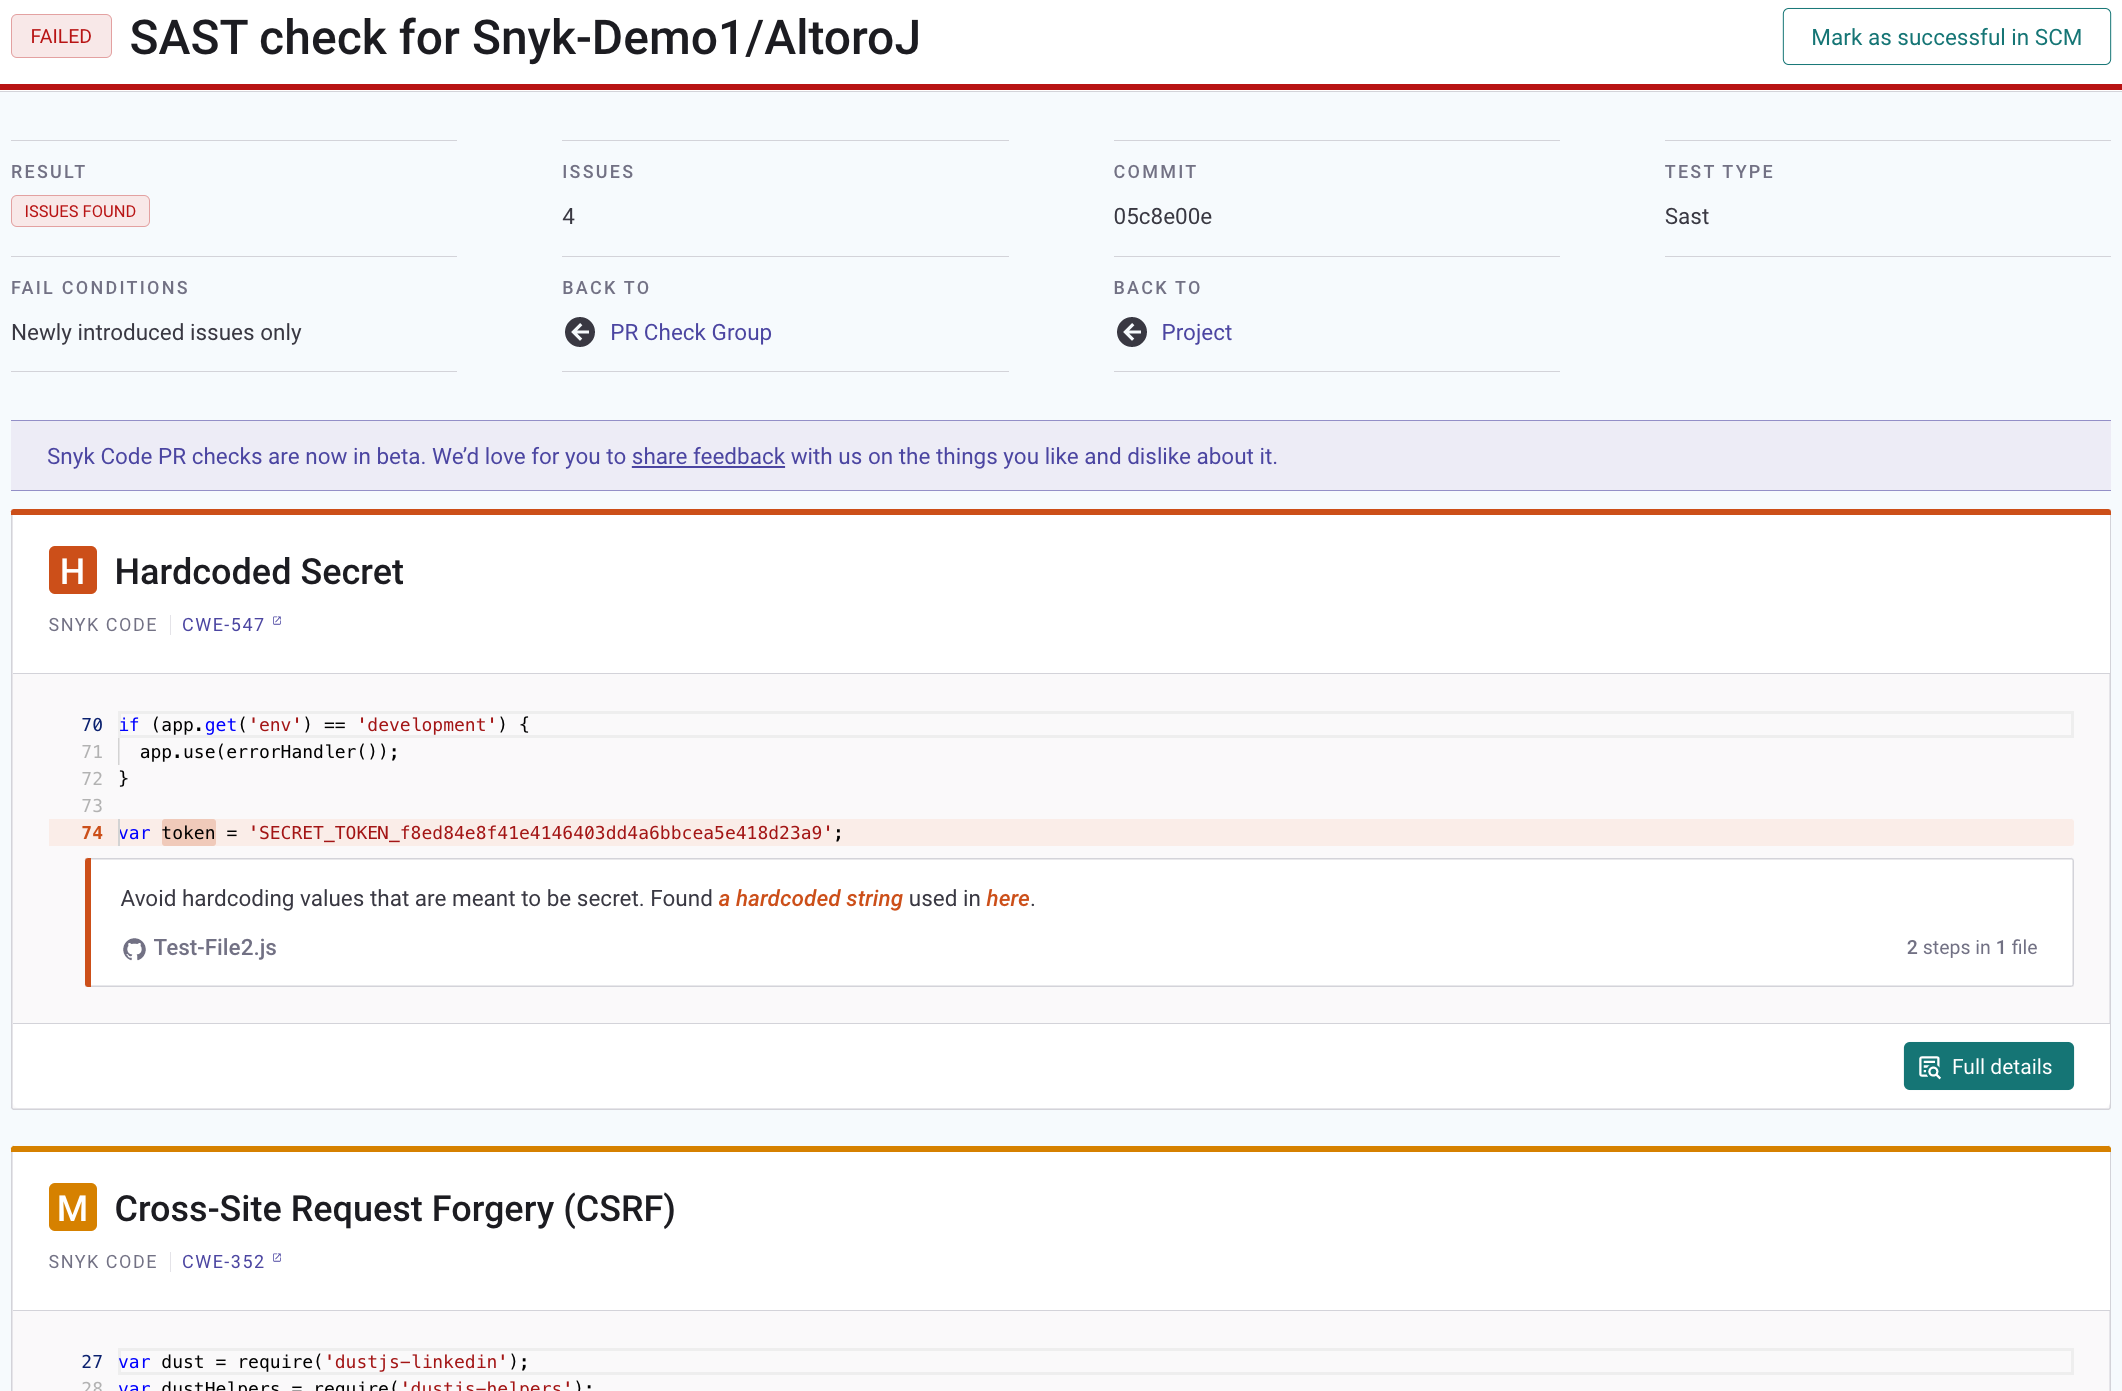 FAILED
SAST check for Snyk-Demo1/AltoroJ
Mark as successful in SCM
RESULT
ISSUES FOUND
ISSUES
4
COMMIT
05c8e00e
TEST TYPE
Sast
FAIL CONDITIONS
Newly introduced issues only
BACK TO
PR Check Group
BACK TO
Project
Snyk Code PR checks are now in beta. We’d love for you to share feedback with us on the things you like and dislike about it.
H Hardcoded Secret
SNYK CODE | CWE-547
70 if (app.get('env') == 'development') {
71 app.use(errorHandler());
72 }
73
74 var token = 'SECRET_TOKEN_f8ed84e8f41e4146403dd4a6bbcea5e418d23a9';
Avoid hardcoding values that are meant to be secret. Found a hardcoded string used in here.
Test-File2.js
2 steps in 1 file
Full details
M Cross-Site Request Forgery (CSRF)
SNYK CODE | CWE-352
27 var dust = require('dustjs-linkedin');
28 var dustHelpers = require('dustjs-helpers');